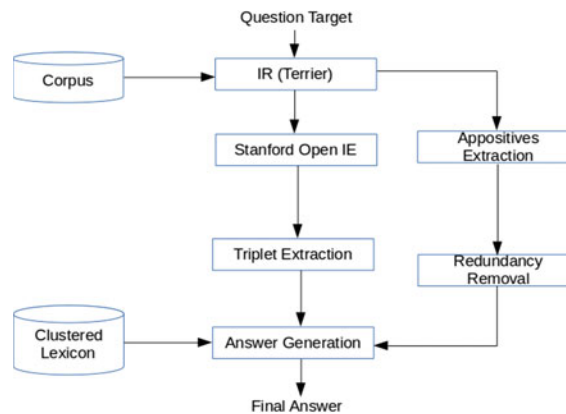 Question Target
Corpus
IR (Terrier)
Stanford Open IE
Appositives
Extraction
Triplet Extraction
Redundancy
Removal
Clustered
Lexicon
Answer Generation
Final Answer